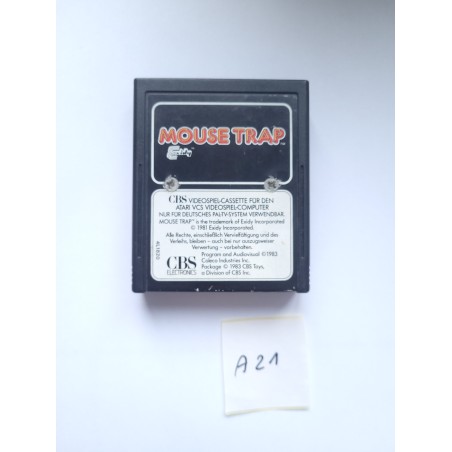 MOUSE TRAP™
Exidy
CBS VIDEOSPIEL-CASSETTE FÜR DEN
ATARI VCS VIDEOSPIEL-COMPUTER
NUR FÜR DEUTSCHES PAL-TV-SYSTEM VERWENDBAR.
MOUSE TRAP™ is the trademark of Exidy Incorporated
© 1981 Exidy Incorporated.
Alle Rechte, einschließlich Vervielfältigung und des
Verleihs, bleiben – auch bei nur auszugsweiser
Verwertung – vorbehalten.
CBS
ELECTRONICS
Program and Audiovisual ©1983
Coleco Industries Inc.
Package © 1983 CBS Toys,
a Division of CBS Inc.
A21